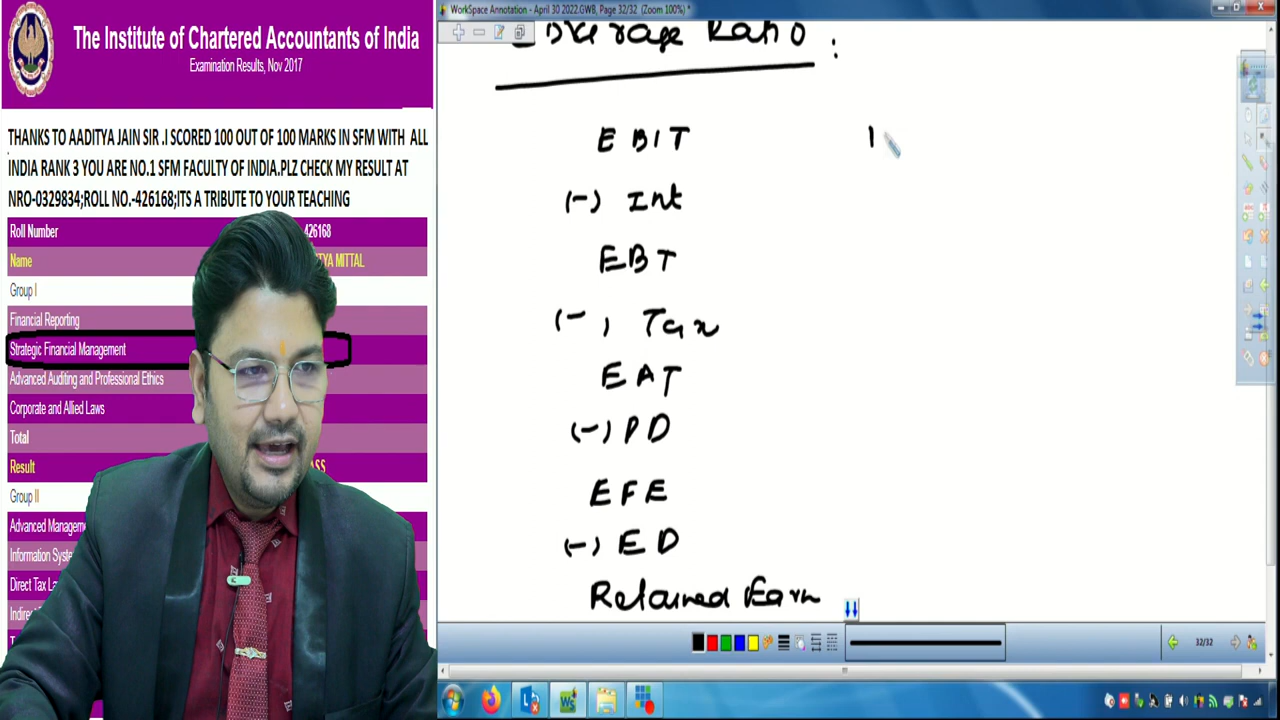 WorkSpace Annotation - April 30 2022.GWB, Page 32/32 (Zoom 100%) *
The Institute of Chartered Accountants of India
Examination Results, Nov 2017
THANKS TO AADITYA JAIN SIR .I SCORED 100 OUT OF 100 MARKS IN SFM WITH ALL
INDIA RANK 3 YOU ARE NO.1 SFM FACULTY OF INDIA.PLZ CHECK MY RESULT AT
NRO-0329834;ROLL NO.-426168;ITS A TRIBUTE TO YOUR TEACHING
Roll Number 426168
Name MITTAL
Group I
Financial Reporting
Strategic Financial Management
Advanced Auditing and Professional Ethics
Corporate and Allied Laws
Total
Result
Group II
Advanced
Information
Direct Tax
Ratio :
EBIT
(-) Int
EBT
(-) Tax
EAT
(-) PD
EFE
(-) ED
Retained Earn
32/32